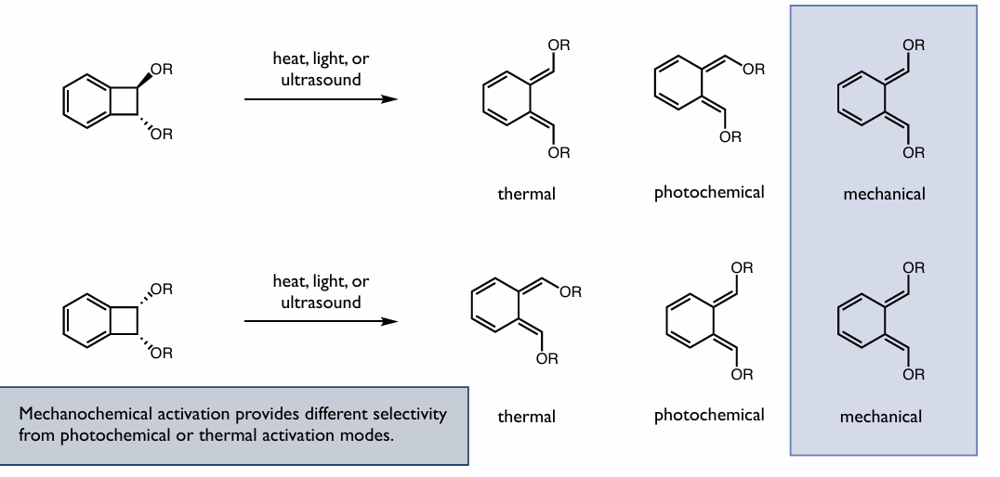 OR
OR
heat, light, or
ultrasound
OR
OR
thermal
OR
OR
photochemical
OR
OR
mechanical
OR
OR
heat, light, or
ultrasound
OR
OR
thermal
OR
OR
photochemical
OR
OR
mechanical
Mechanochemical activation provides different selectivity
from photochemical or thermal activation modes.